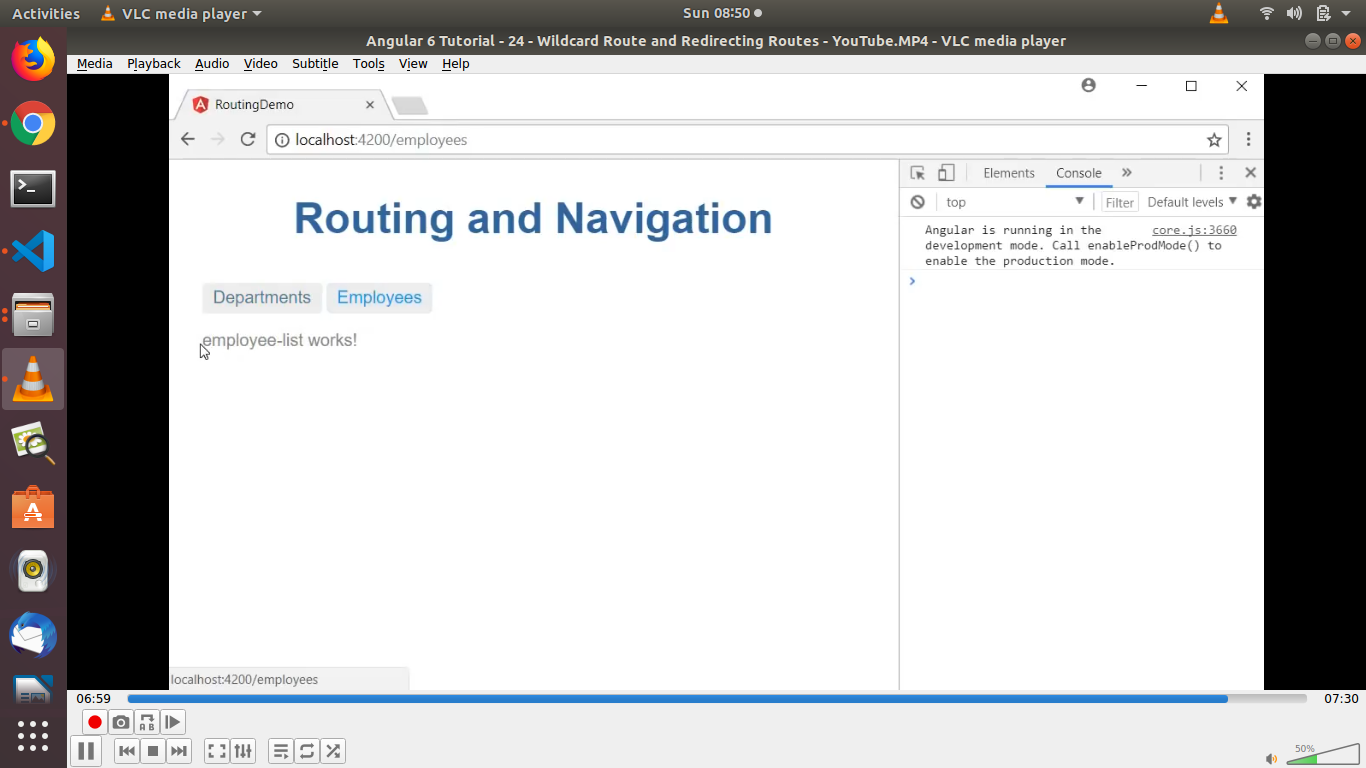 Activities VLC media player Sun 08:50
Angular 6 Tutorial - 24 - Wildcard Route and Redirecting Routes - YouTube.MP4 - VLC media player
Media Playback Audio Video Subtitle Tools View Help
RoutingDemo
localhost:4200/employees
Elements Console
top Filter Default levels
Angular is running in the core.js:3660
development mode. Call enableProdMode() to
enable the production mode.
Routing and Navigation
Departments Employees
employee-list works!
localhost:4200/employees
06:59 07:30
A B
50%